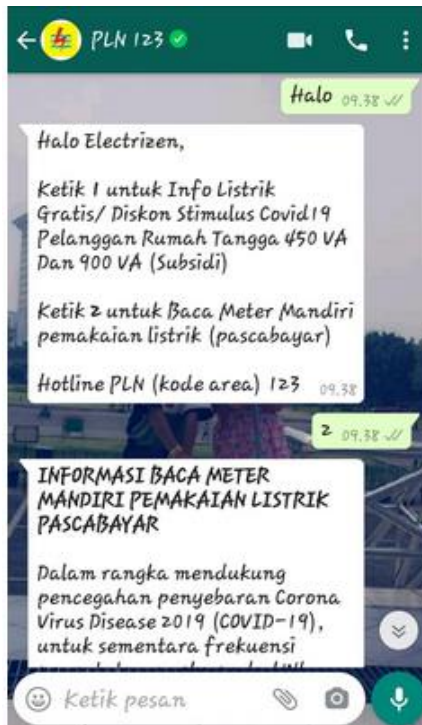 PLN 123
Halo 09.38
Halo Electrizen,
Ketik 1 untuk Info Listrik
Gratis/ Diskon Stimulus Covid19
Pelanggan Rumah Tangga 450 VA
Dan 900 VA (Subsidi)
Ketik 2 untuk Baca Meter Mandiri
pemakaian listrik (pascabayar)
Hotline PLN (kode area) 123 09.38
2 09.38
INFORMASI BACA METER
MANDIRI PEMAKAIAN LISTRIK
PASCABAYAR
Dalam rangka mendukung
pencegahan penyebaran Corona
Virus Disease 2019 (COVID-19),
untuk sementara frekuensi
Ketik pesan